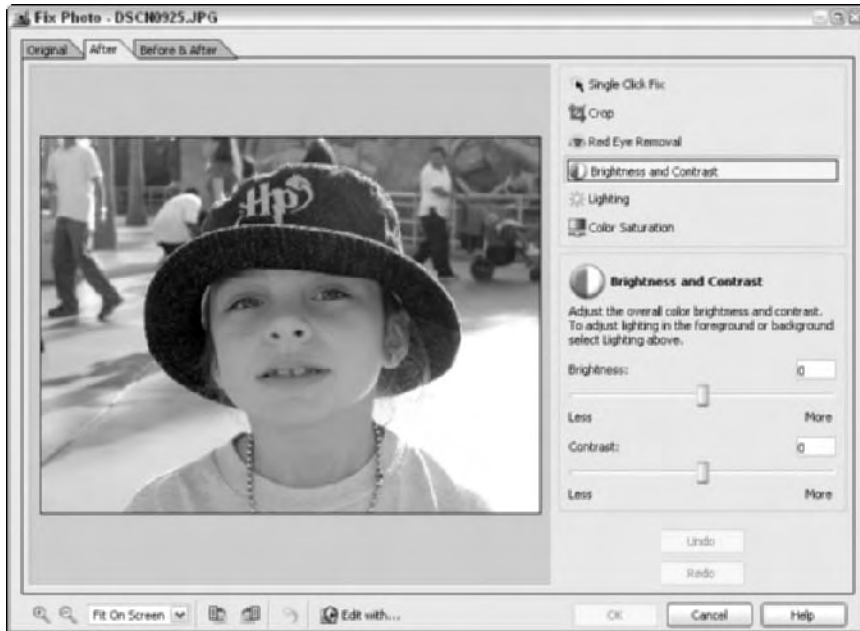 Fix Photo - DSCN0925.JPG
Original After Before & After
Single Click Fix
Crop
Red Eye Removal
Brightness and Contrast
Lighting
Color Saturation
HP
Brightness and Contrast
Adjust the overall color brightness and contrast.
To adjust lighting in the foreground or background
select Lighting above.
Brightness: 0
Less More
Contrast: 0
Less More
Undo
Redo
Fit On Screen Edit with... OK Cancel Help